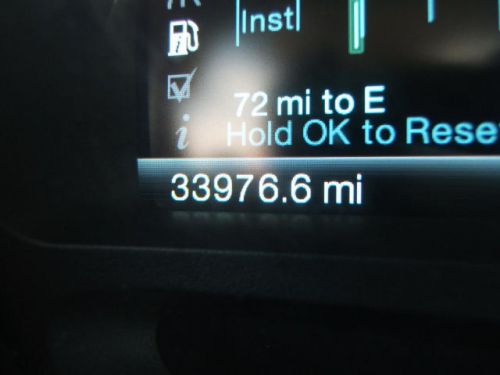 Inst
72 mi to E
Hold OK to Rese
33976.6 mi